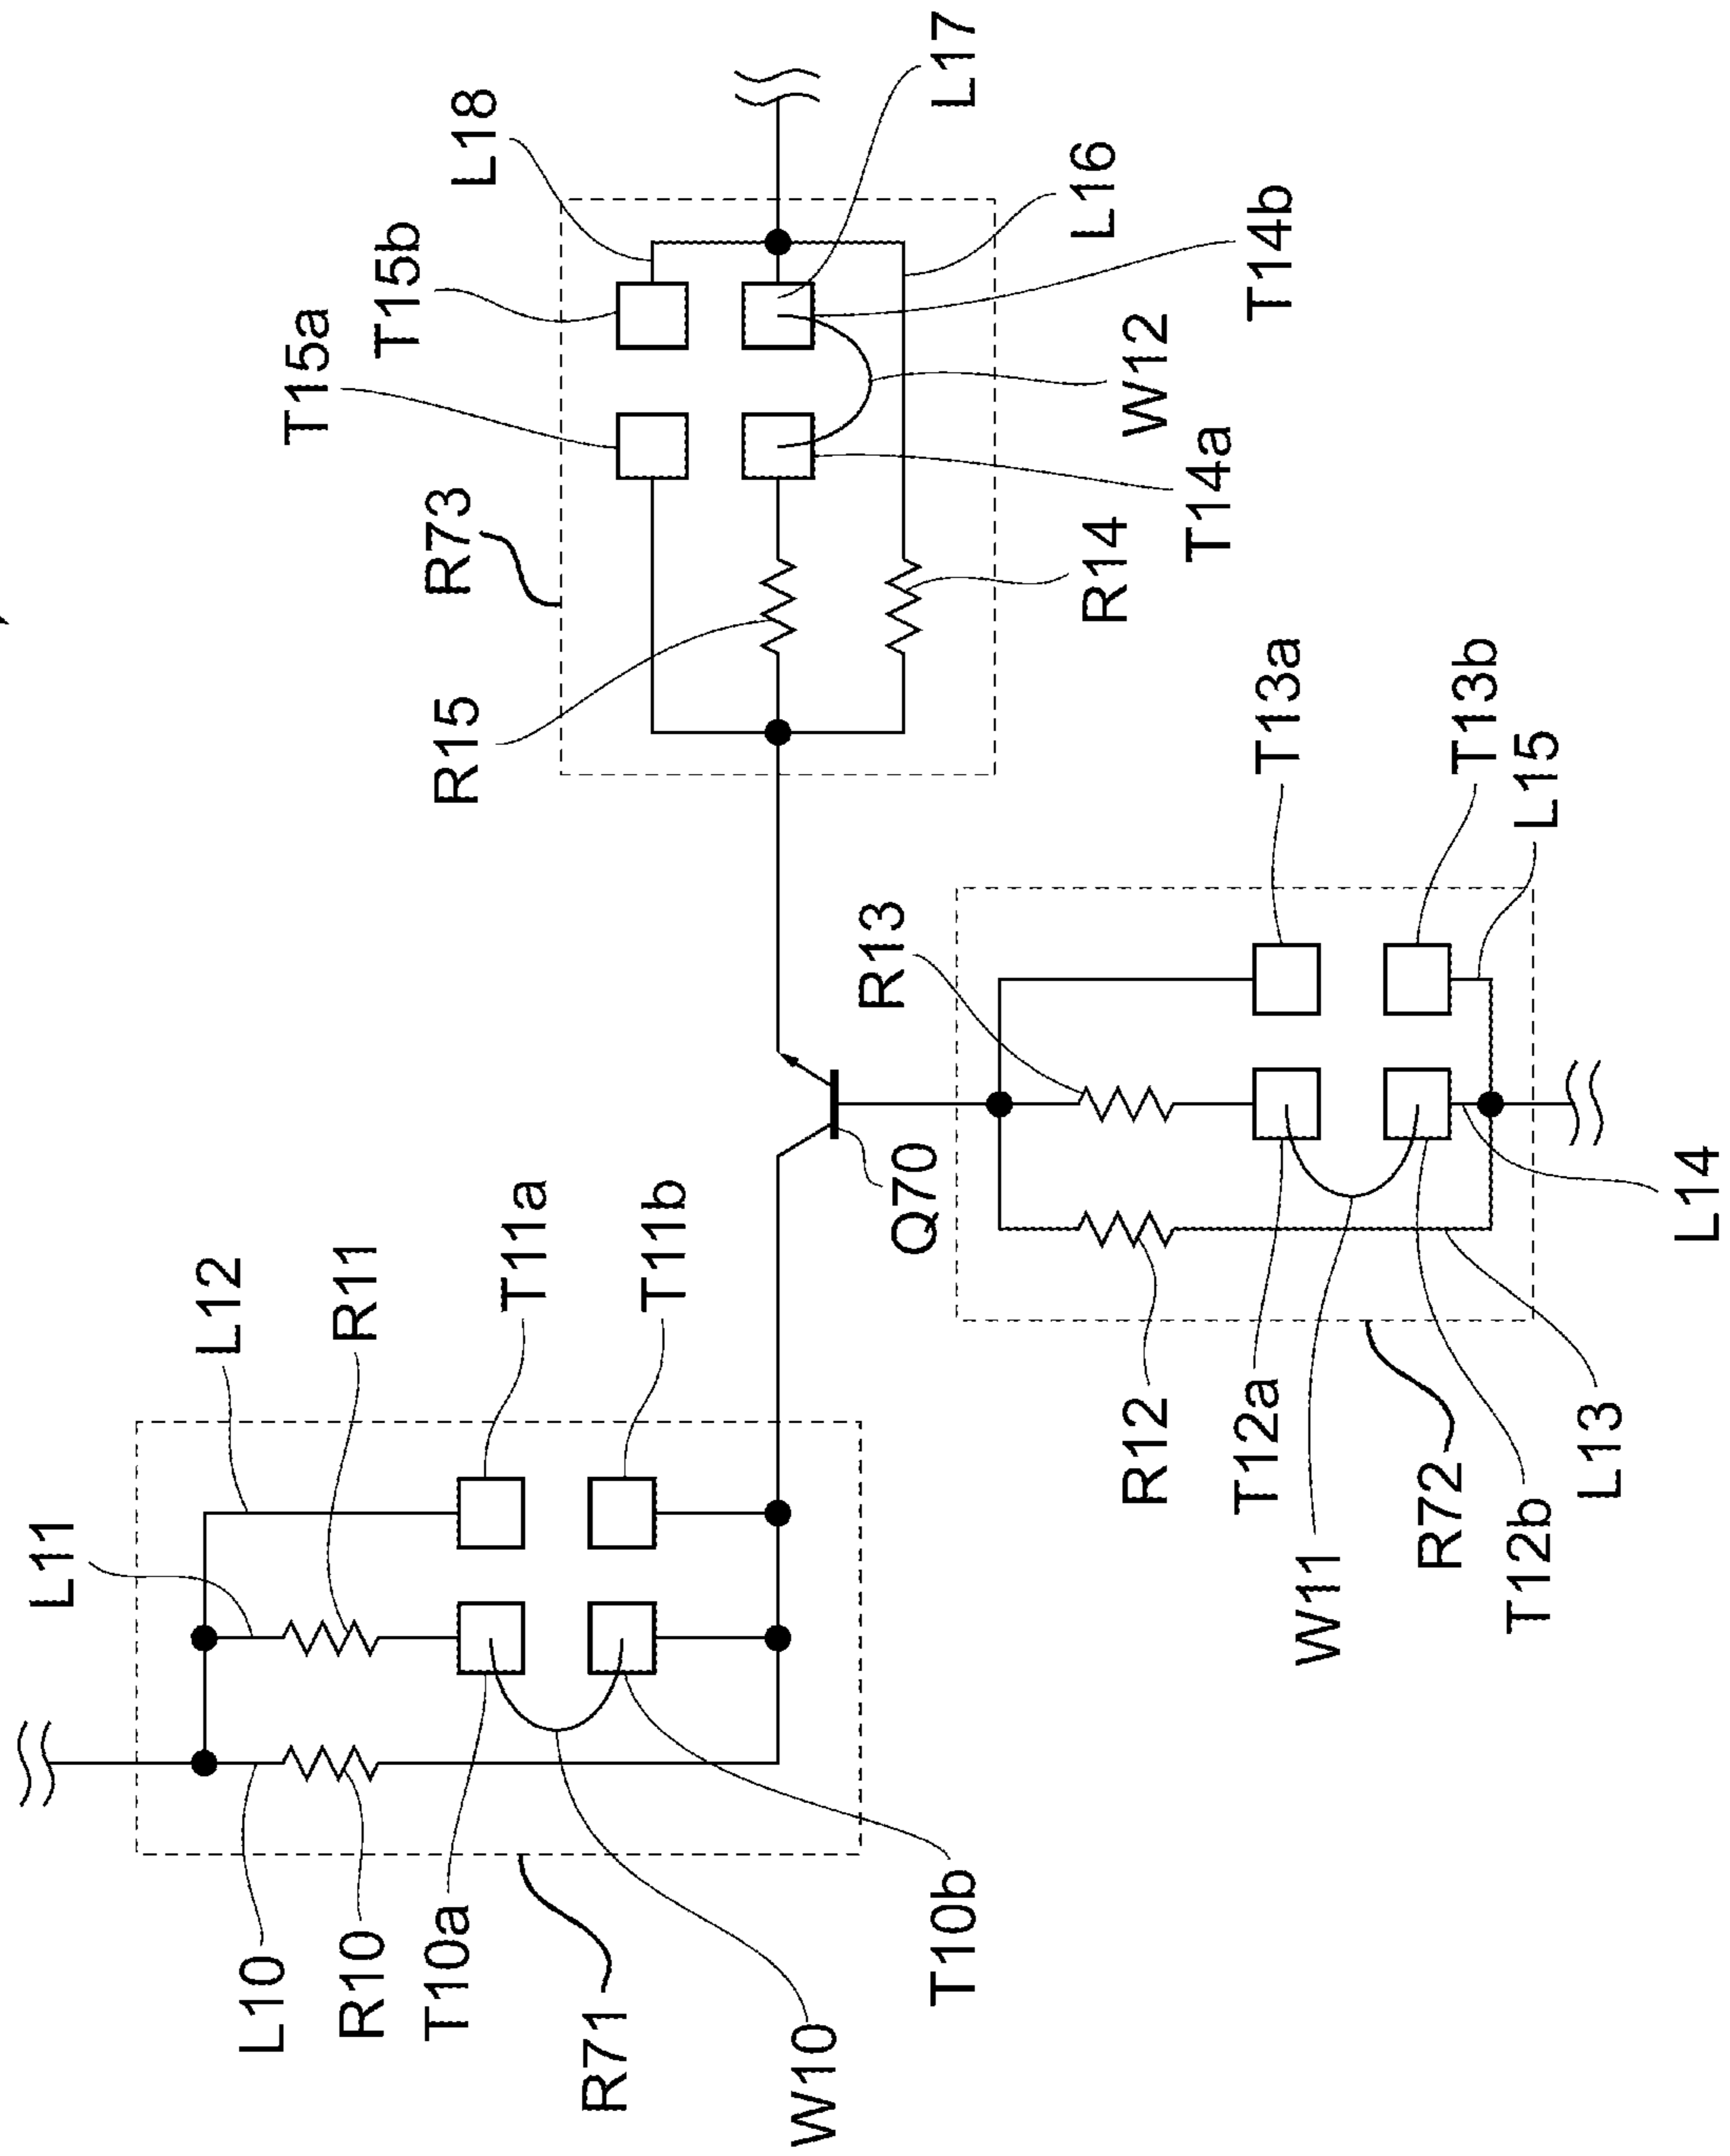 L10
R10
T10a
R71
W10
T10b
L11
L12
R11
T11a
T11b
Q70
R12
T12a
W11
R72
T12b
L13
L14
R13
T13a
T13b
L15
R15
R73
T15a
T15b
L18
L17
L16
T14b
W12
T14a
R14